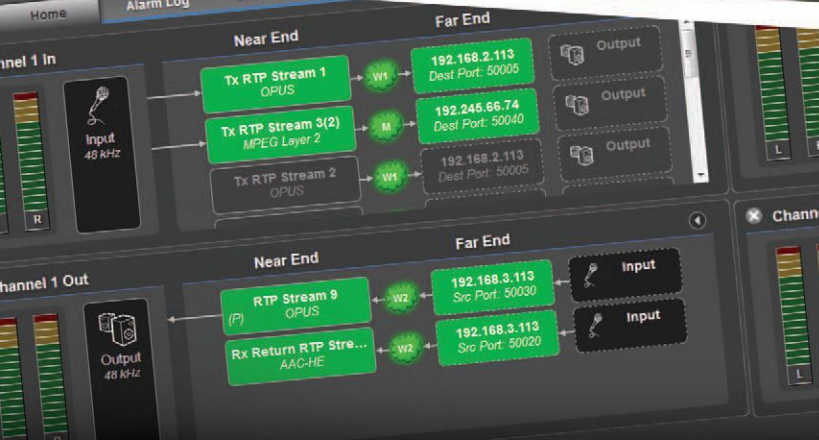 Home
Alarm Log
nnel 1 In
Near End
Far End
Input
48 kHz
R
Tx RTP Stream 1
OPUS
W1
192.168.2.113
Dest Port: 50005
Output
Tx RTP Stream 3(2)
MPEG Layer 2
M
192.245.66.74
Dest Port: 50040
Output
Tx RTP Stream 2
OPUS
W1
192.168.2.113
Dest Port: 50005
Output
L
hannel 1 Out
Near End
Far End
Output
48 kHz
RTP Stream 9
(P)
OPUS
W2
192.168.3.113
Src Port: 50030
Input
Rx Return RTP Stre...
AAC-HE
W2
192.168.3.113
Src Port: 50020
Input
Chann
L